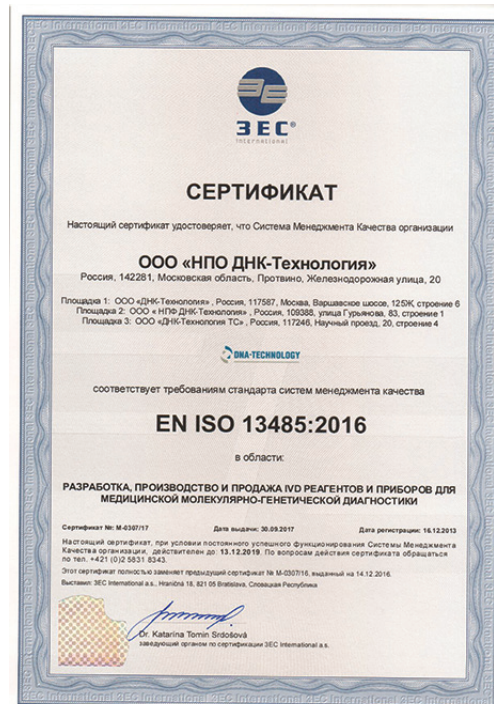 3EC®
International
СЕРТИФИКАТ
Настоящий сертификат удостоверяет, что Система Менеджмента Качества организации
ООО «НПО ДНК-Технология»
Россия, 142281, Московская область, Протвино, Железнодорожная улица, 20
Площадка 1: ООО «ДНК-Технология» , Россия, 117587, Москва, Варшавское шоссе, 125Ж, строение 6
Площадка 2: ООО « НПФ ДНК-Технология» , Россия, 109388, улица Гурьянова, 83, строение 1
Площадка 3: ООО «ДНК-Технология ТС» , Россия, 117246, Научный проезд, 20, строение 4
DNA-TECHNOLOGY
соответствует требованиям стандарта систем менеджмента качества
EN ISO 13485:2016
в области:
РАЗРАБОТКА, ПРОИЗВОДСТВО И ПРОДАЖА IVD РЕАГЕНТОВ И ПРИБОРОВ ДЛЯ
МЕДИЦИНСКОЙ МОЛЕКУЛЯРНО-ГЕНЕТИЧЕСКОЙ ДИАГНОСТИКИ
Сертификат №: М-0307/17 Дата выдачи: 30.09.2017 Дата регистрации: 16.12.2013
Настоящий сертификат, при условии постоянного успешного функционирования Системы Менеджмента
Качества организации, действителен до: 13.12.2019. По вопросам действия сертификата обращаться
по тел. +421 (0)2 5831 8343.
Этот сертификат полностью заменяет предыдущий сертификат № М-0307/16, выданный на 14.12.2016.
Выставил: 3EC International a.s., Hraničná 18, 821 05 Bratislava, Словацкая Республика
Dr. Katarína Tomin Srdošová
заведующий органом по сертификации 3EC International a.s.